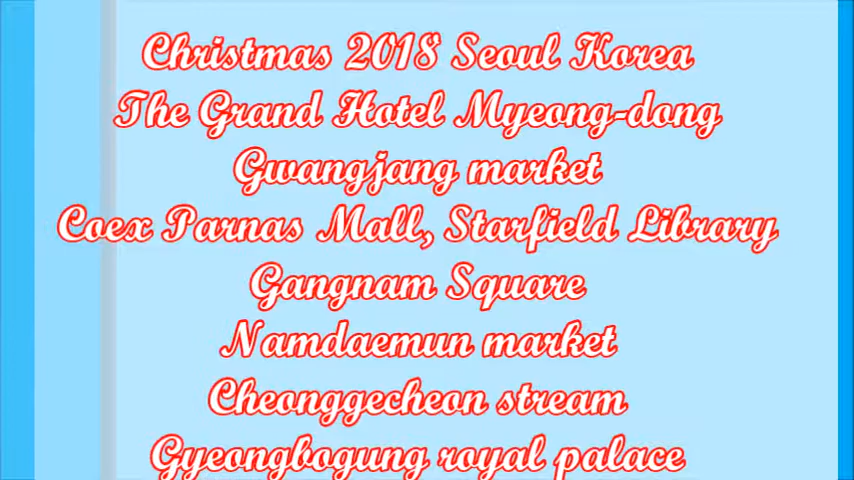 Christmas 2018 Seoul Korea
The Grand Hotel Myeong-dong
Gwangjang market
Coex Parnas Mall, Starfield Library
Gangnam Square
Namdaemun market
Cheonggecheon stream
Gyeongbogung royal palace